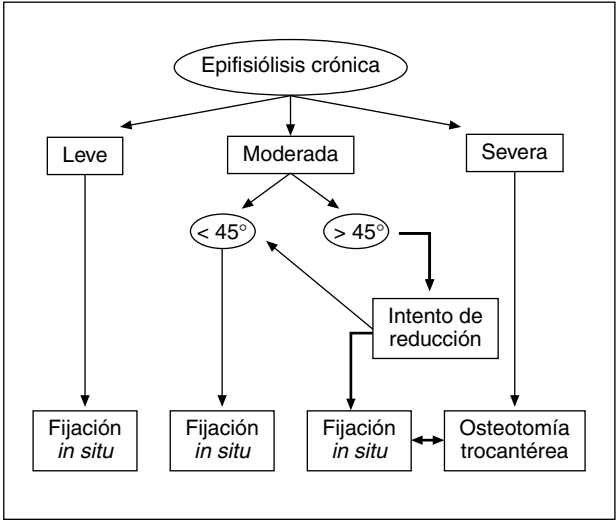 Epifisiólisis crónica
Leve
Moderada
Severa
< 45°
> 45°
Intento de
reducción
Fijación
in situ
Fijación
in situ
Fijación
in situ
Osteotomía
trocantérea